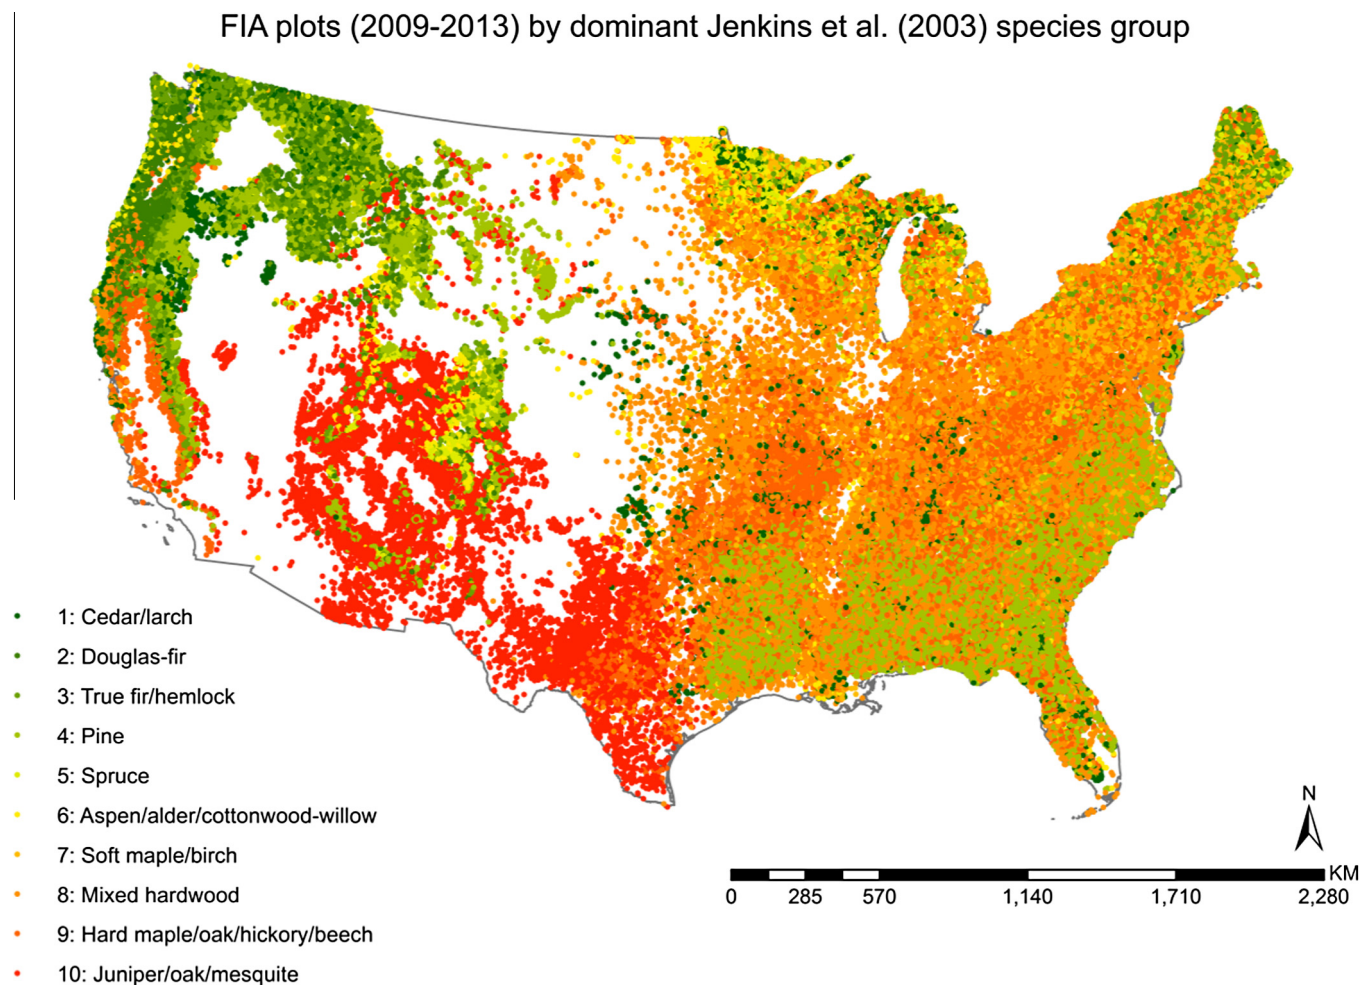 FIA plots (2009-2013) by dominant Jenkins et al. (2003) species group
1: Cedar/larch
2: Douglas-fir
3: True fir/hemlock
4: Pine
5: Spruce
6: Aspen/alder/cottonwood-willow
7: Soft maple/birch
8: Mixed hardwood
9: Hard maple/oak/hickory/beech
10: Juniper/oak/mesquite
N
KM
0 285 570 1,140 1,710 2,280